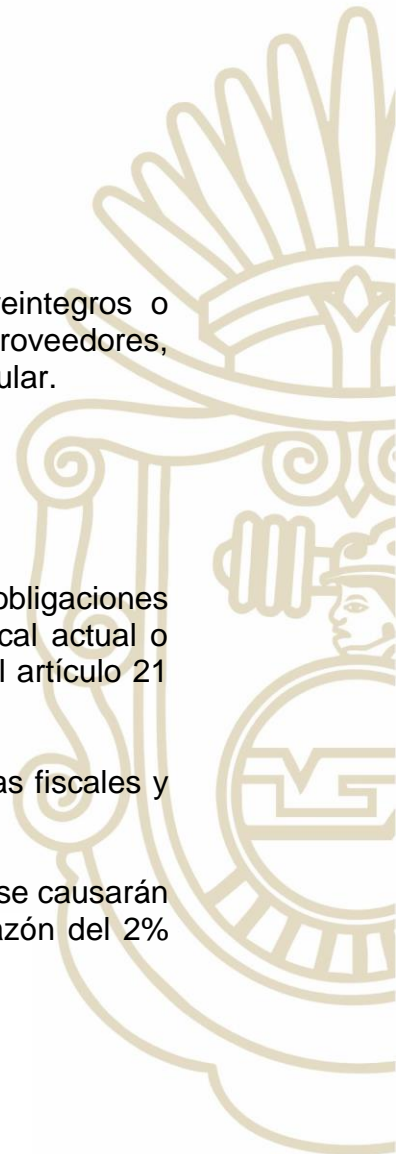 reintegros o
proveedores,
ular.
obligaciones
cal actual o
l artículo 21
as fiscales y
se causarán
azón del 2%